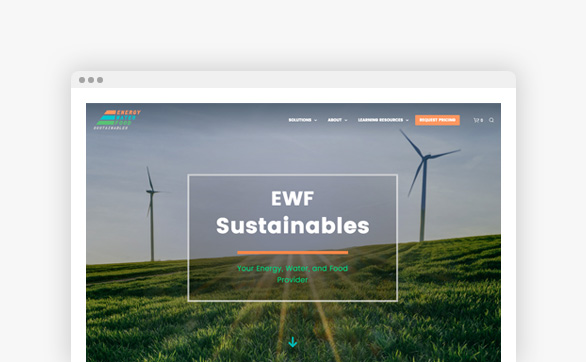 ENERGY
WATER
FOOD
SUSTAINABLES
SOLUTIONS
ABOUT
LEARNING RESOURCES
REQUEST PRICING
0
EWF
Sustainables
Your Energy, Water, and Food
Provider